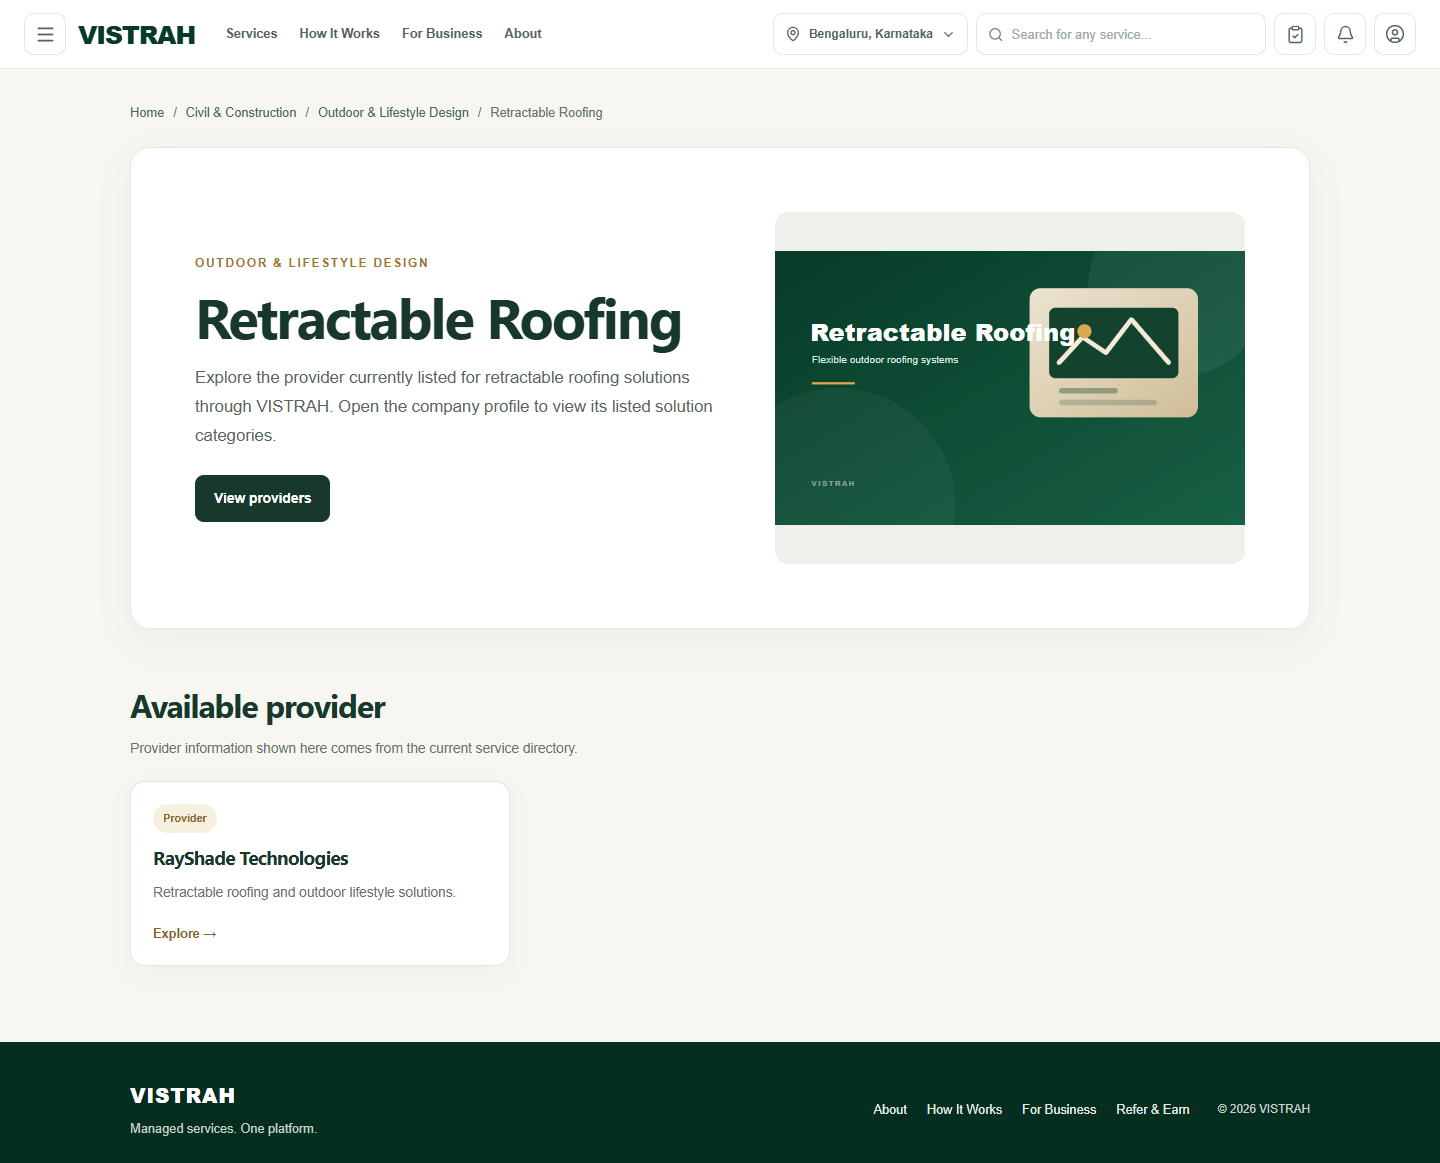 VISTRAH
Services
How It Works
For Business
About
Bengaluru, Karnataka
Search for any service...
Home / Civil & Construction / Outdoor & Lifestyle Design / Retractable Roofing
OUTDOOR & LIFESTYLE DESIGN
Retractable Roofing
Explore the provider currently listed for retractable roofing solutions
through VISTRAH. Open the company profile to view its listed solution
categories.
View providers
Retractable Roofing
Flexible outdoor roofing systems
VISTRAH
Available provider
Provider information shown here comes from the current service directory.
Provider
RayShade Technologies
Retractable roofing and outdoor lifestyle solutions.
Explore →
VISTRAH
Managed services. One platform.
About
How It Works
For Business
Refer & Earn
© 2026 VISTRAH